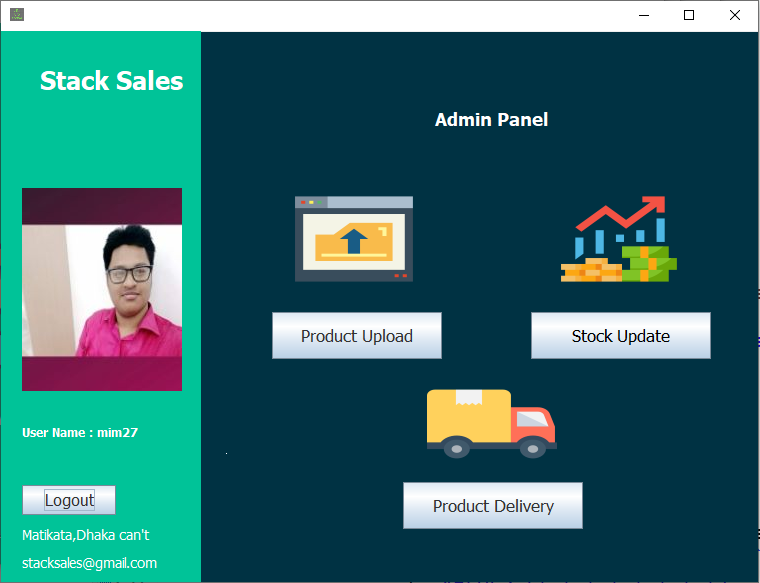 Stack Sales
Admin Panel
Product Upload
Stock Update
User Name : mim27
Product Delivery
Logout
Matikata,Dhaka can't
stacksales@gmail.com